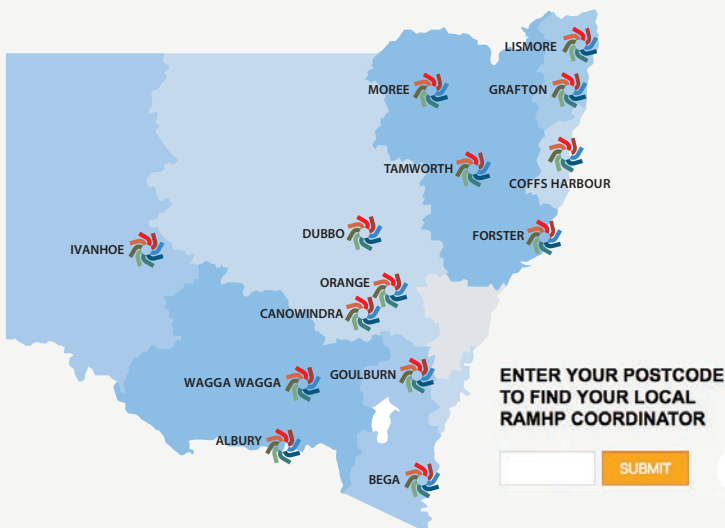 LISMORE
MOREE
GRAFTON
TAMWORTH
COFFS HARBOUR
DUBBO
FORSTER
IVANHOE
ORANGE
CANOWINDRA
GOULBURN
WAGGA WAGGA
ALBURY
BEGA
ENTER YOUR POSTCODE
TO FIND YOUR LOCAL
RAMHP COORDINATOR
SUBMIT